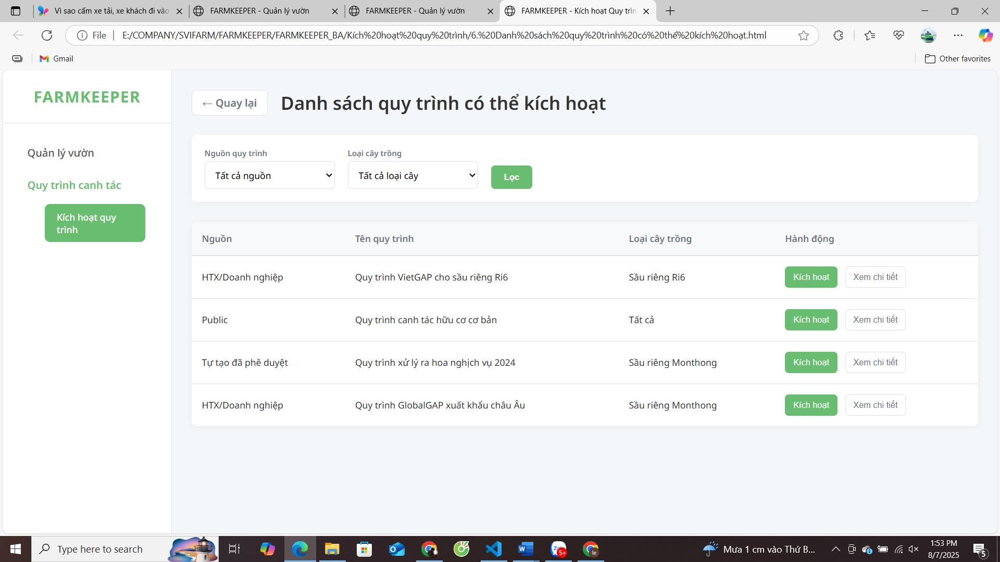 Vì sao cấm xe tải, xe khách đi vào
FARMKEEPER - Quản lý vườn
FARMKEEPER - Quản lý vườn
FARMKEEPER - Kích hoạt Quy trìn
File
E:/COMPANY/SVIFARM/FARMKEEPER/FARMKEEPER_BA/Kích%20hoạt%20quy%20trình/6.%20Danh%20sách%20quy%20trình%20có%20thể%20kích%20hoạt.html
Gmail
Other favorites
FARMKEEPER
Quản lý vườn
Quy trình canh tác
Kích hoạt quy
trình
← Quay lại
Danh sách quy trình có thể kích hoạt
Nguồn quy trình
Loại cây trồng
Tất cả nguồn
Tất cả loại cây
Lọc
Nguồn
Tên quy trình
Loại cây trồng
Hành động
HTX/Doanh nghiệp
Quy trình VietGAP cho sầu riêng Ri6
Sầu riêng Ri6
Kích hoạt
Xem chi tiết
Public
Quy trình canh tác hữu cơ cơ bản
Tất cả
Kích hoạt
Xem chi tiết
Tự tạo đã phê duyệt
Quy trình xử lý ra hoa nghịch vụ 2024
Sầu riêng Monthong
Kích hoạt
Xem chi tiết
HTX/Doanh nghiệp
Quy trình GlobalGAP xuất khẩu châu Âu
Sầu riêng Monthong
Kích hoạt
Xem chi tiết
Type here to search
5+
le
Mưa 1 cm vào Thứ B...
1:53 PM
8/7/2025
5